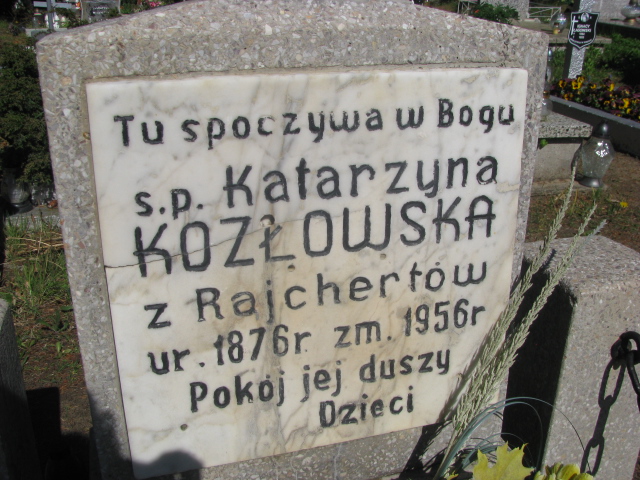 Tu spoczywa w Bogu
s.p. Katarzyna
KOZŁOWSKA
z Rajchertów
ur. 1876r. zm. 1956r
Pokój jej duszy
Dzieci